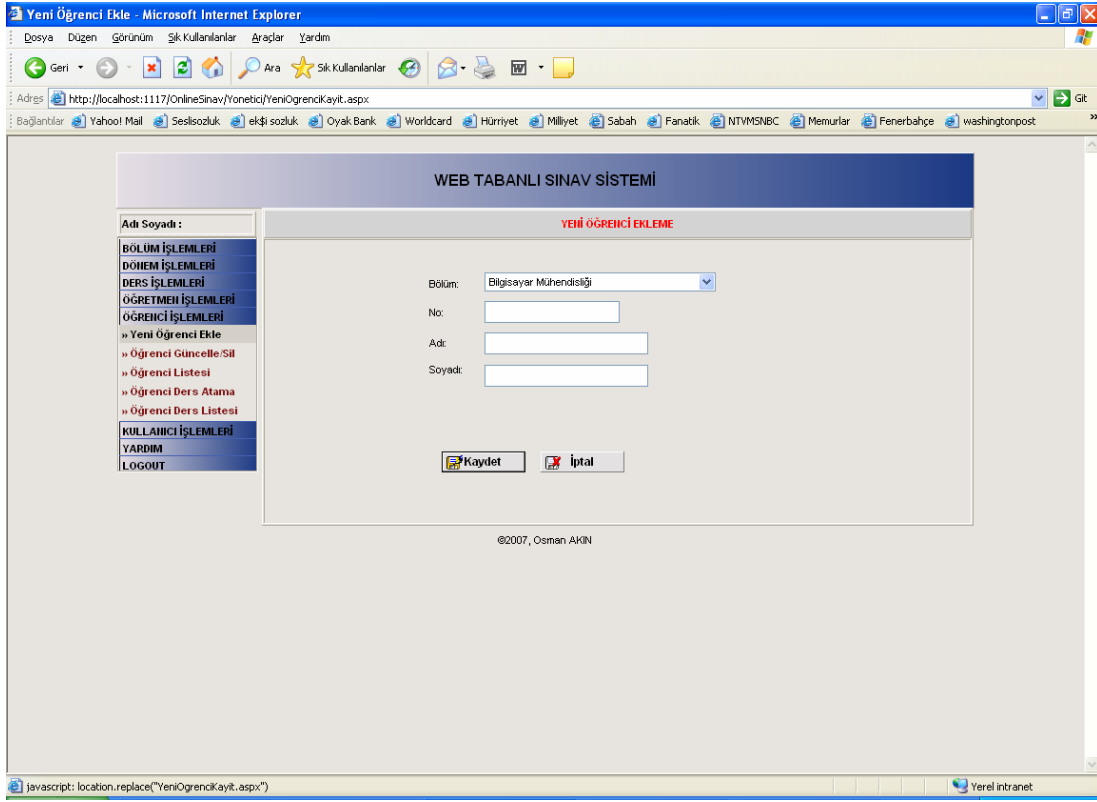 Yeni Öğrenci Ekle - Microsoft Internet Explorer
Dosya Düzen Görünüm Sık Kullanılanlar Araçlar Yardım
Geri Ara Sık Kullanılanlar
Adres http://localhost:1117/OnlineSinav/Yonetici/YeniOgrenciKayit.aspx Git
Bağlantılar Yahoo! Mail Seslisozluk ek$i sozluk Oyak Bank Worldcard Hürriyet Milliyet Sabah Fanatik NTVMSNBC Memurlar Fenerbahçe washingtonpost »
WEB TABANLI SINAV SİSTEMİ
Adı Soyadı :
YENİ ÖĞRENCİ EKLEME
BÖLÜM İŞLEMLERİ
DÖNEM İŞLEMLERİ
DERS İŞLEMLERİ
ÖĞRETMEN İŞLEMLERİ
ÖĞRENCİ İŞLEMLERİ
» Yeni Öğrenci Ekle
» Öğrenci Güncelle/Sil
» Öğrenci Listesi
» Öğrenci Ders Atama
» Öğrenci Ders Listesi
KULLANICI İŞLEMLERİ
YARDIM
LOGOUT
Bölüm: Bilgisayar Mühendisliği
No:
Adı:
Soyadı:
Kaydet İptal
©2007, Osman AKIN
javascript: location.replace("YeniOgrenciKayit.aspx") Yerel intranet